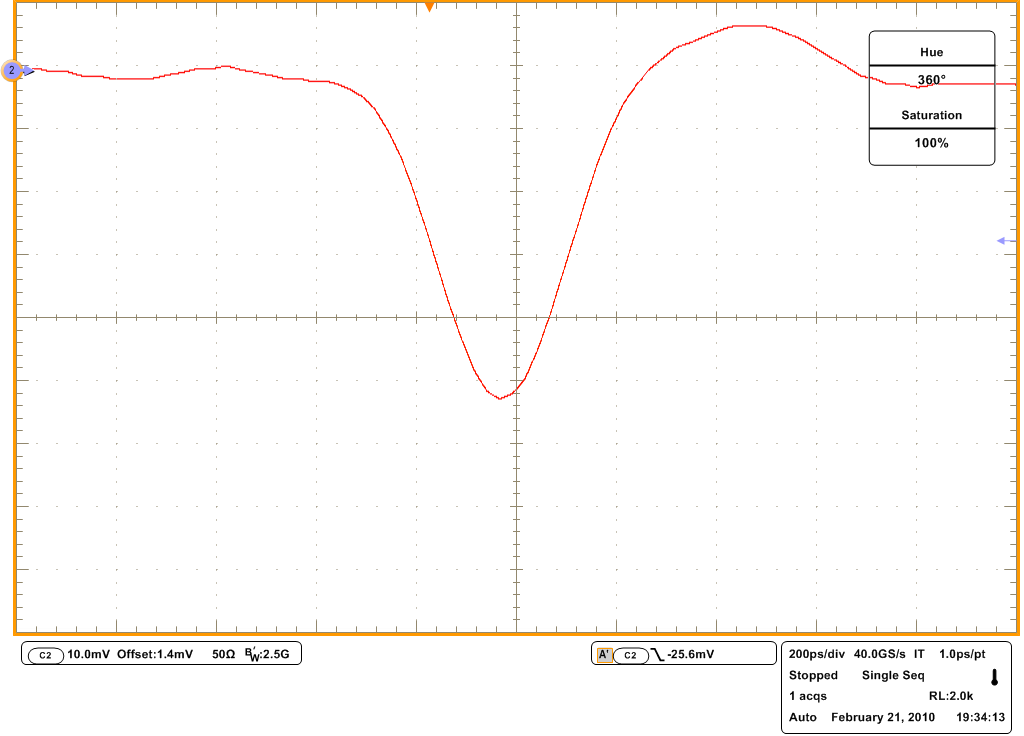 2
Hue
360°
Saturation
100%
C2 10.0mV Offset:1.4mV 50Ω BW:2.5G
A' C2 -25.6mV
200ps/div 40.0GS/s IT 1.0ps/pt
Stopped Single Seq
1 acqs RL:2.0k
Auto February 21, 2010 19:34:13